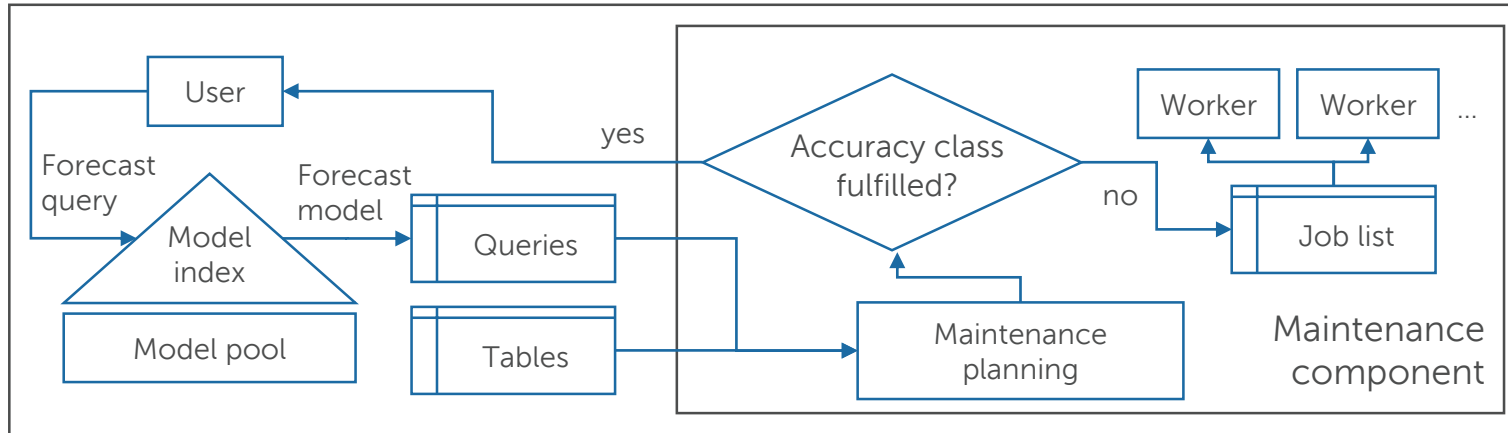 User
yes
Accuracy class
fulfilled?
no
Worker
Worker
...
Forecast
query
Forecast
model
Model
index
Queries
Job list
Model pool
Tables
Maintenance
planning
Maintenance
component